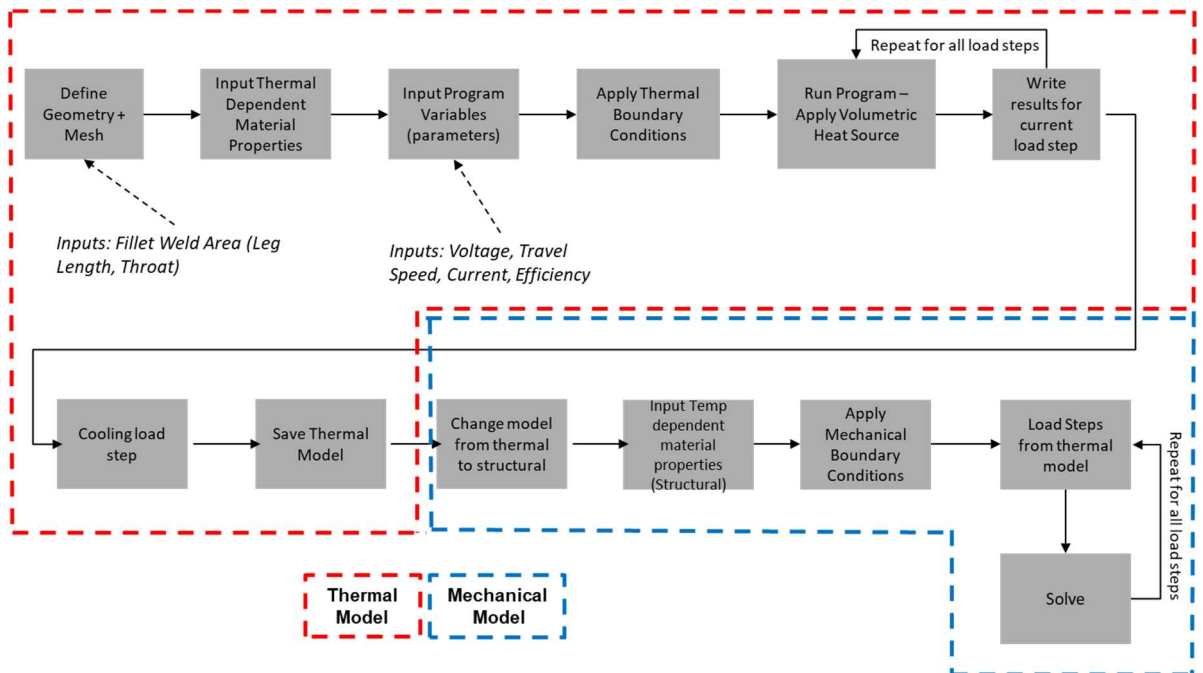 Repeat for all load steps
Define
Geometry +
Mesh
Input Thermal
Dependent
Material
Properties
Input Program
Variables
(parameters)
Apply Thermal
Boundary
Conditions
Run Program –
Apply Volumetric
Heat Source
Write
results for
current
load step
Inputs: Fillet Weld Area (Leg
Length, Throat)
Inputs: Voltage, Travel
Speed, Current, Efficiency
Cooling load
step
Save Thermal
Model
Change model
from thermal
to structural
Input Temp
dependent
material
properties
(Structural)
Apply
Mechanical
Boundary
Conditions
Load Steps
from thermal
model
Repeat for all load steps
Solve
Thermal
Model
Mechanical
Model